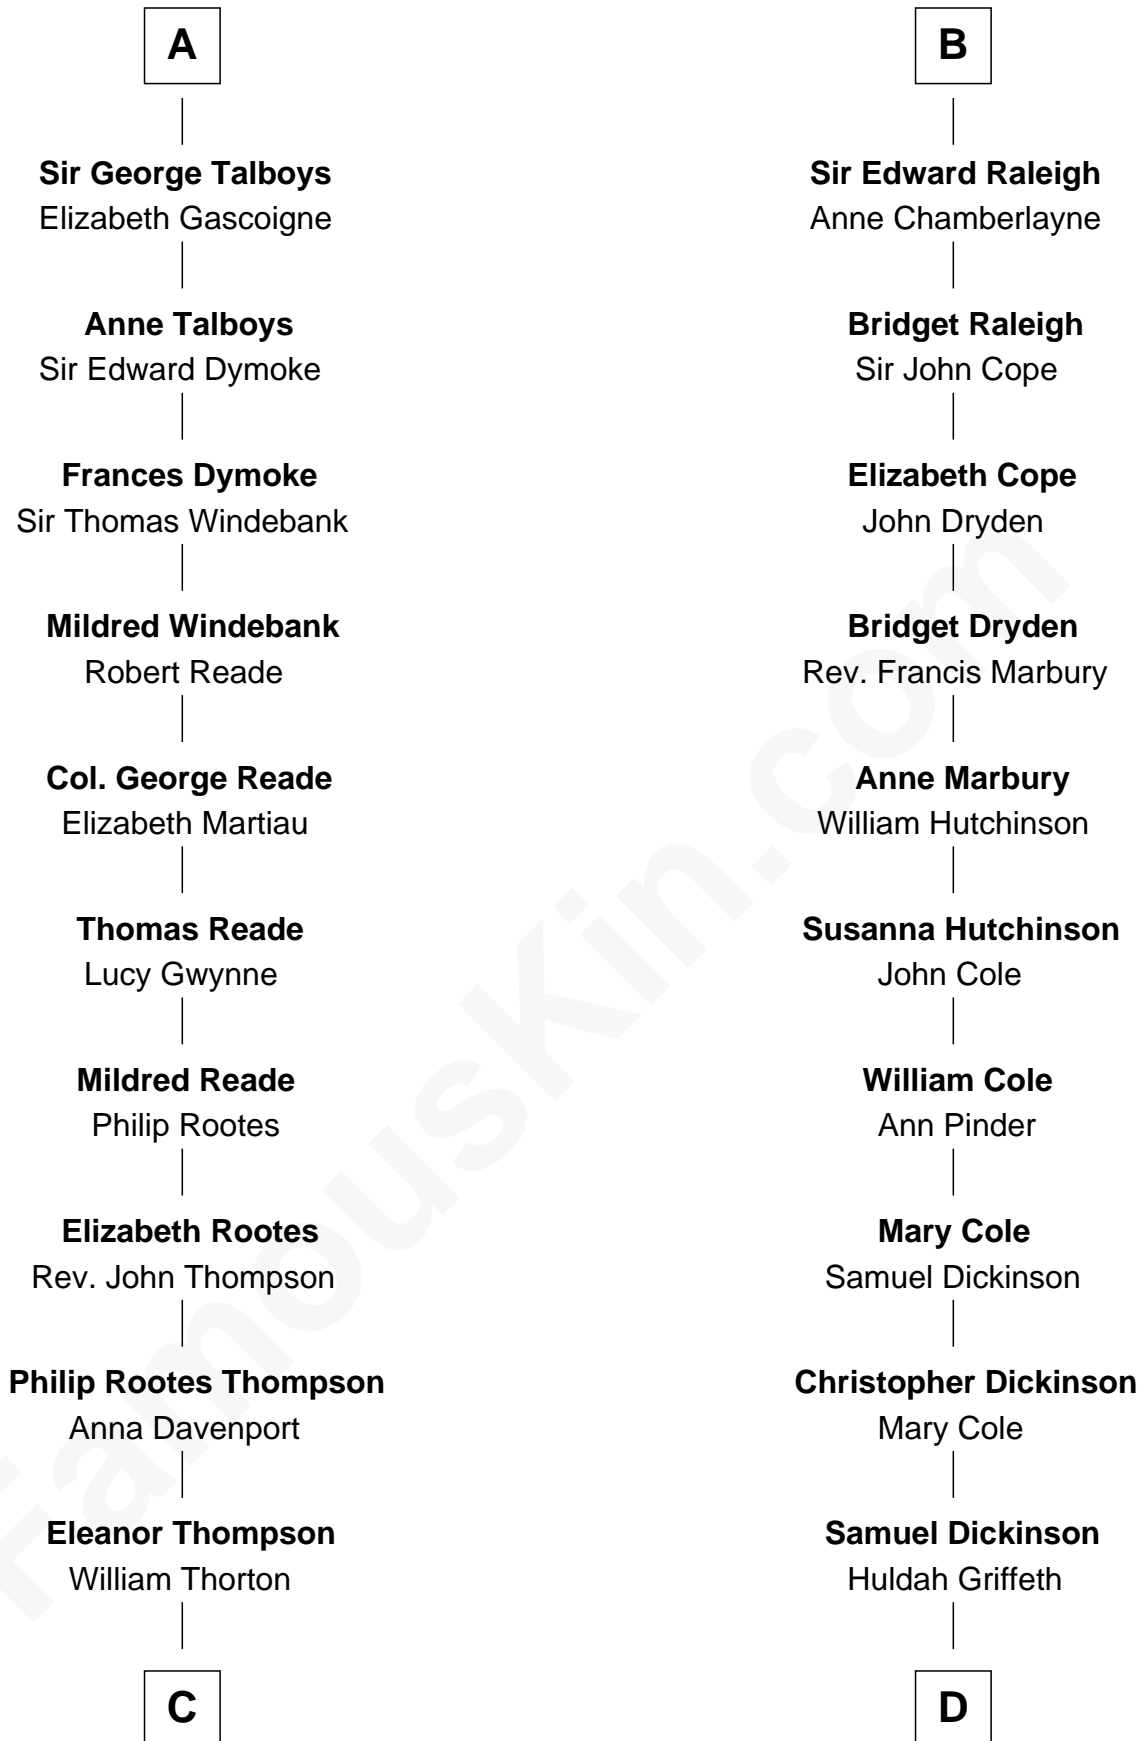 A
Sir George Talboys
Elizabeth Gascoigne
Anne Talboys
Sir Edward Dymoke
Frances Dymoke
Sir Thomas Windebank
Mildred Windebank
Robert Reade
Col. George Reade
Elizabeth Martiau
Thomas Reade
Lucy Gwynne
Mildred Reade
Philip Rootes
Elizabeth Rootes
Rev. John Thompson
Philip Rootes Thompson
Anna Davenport
Eleanor Thompson
William Thorton
C
B
Sir Edward Raleigh
Anne Chamberlayne
Bridget Raleigh
Sir John Cope
Elizabeth Cope
John Dryden
Bridget Dryden
Rev. Francis Marbury
Anne Marbury
William Hutchinson
Susanna Hutchinson
John Cole
William Cole
Ann Pinder
Mary Cole
Samuel Dickinson
Christopher Dickinson
Mary Cole
Samuel Dickinson
Huldah Griffeth
D
FamousKin.com